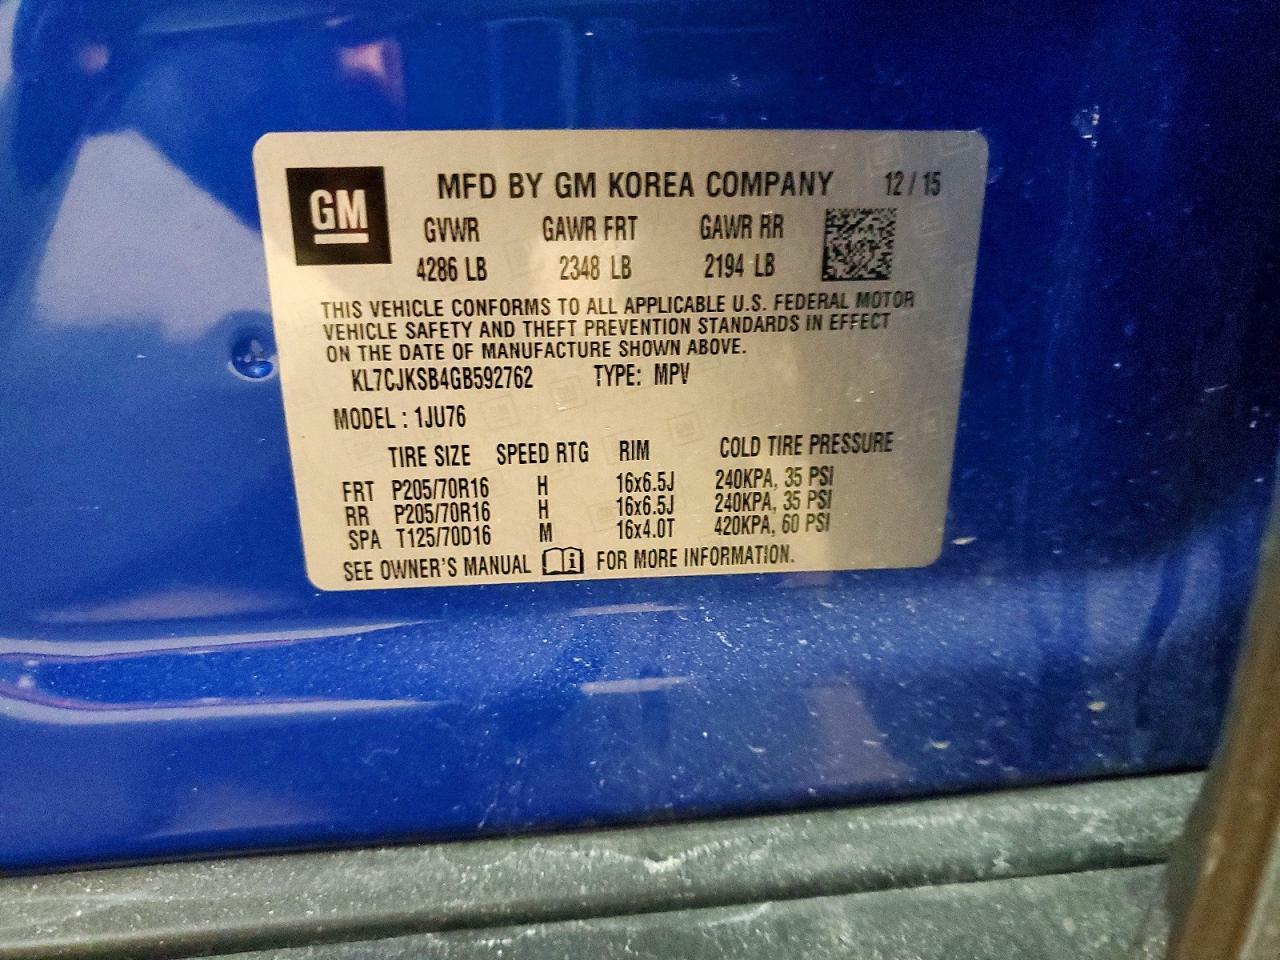 GM
MFD BY GM KOREA COMPANY 12 / 15
GVWR GAWR FRT GAWR RR
4286 LB 2348 LB 2194 LB
THIS VEHICLE CONFORMS TO ALL APPLICABLE U.S. FEDERAL MOTOR
VEHICLE SAFETY AND THEFT PREVENTION STANDARDS IN EFFECT
ON THE DATE OF MANUFACTURE SHOWN ABOVE.
KL7CJKSB4GB592762 TYPE: MPV
MODEL : 1JU76
TIRE SIZE SPEED RTG RIM COLD TIRE PRESSURE
FRT P205/70R16 H 16x6.5J 240KPA, 35 PSI
RR P205/70R16 H 16x6.5J 240KPA, 35 PSI
SPA T125/70D16 M 16x4.0T 420KPA, 60 PSI
SEE OWNER'S MANUAL FOR MORE INFORMATION.